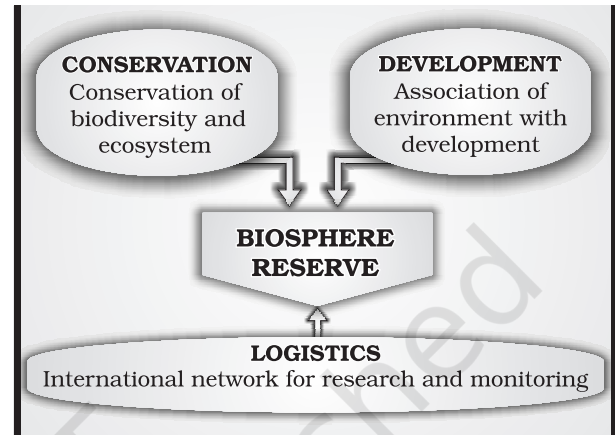 CONSERVATION
Conservation of
biodiversity and
ecosystem
DEVELOPMENT
Association of
environment with
development
BIOSPHERE
RESERVE
LOGISTICS
International network for research and monitoring